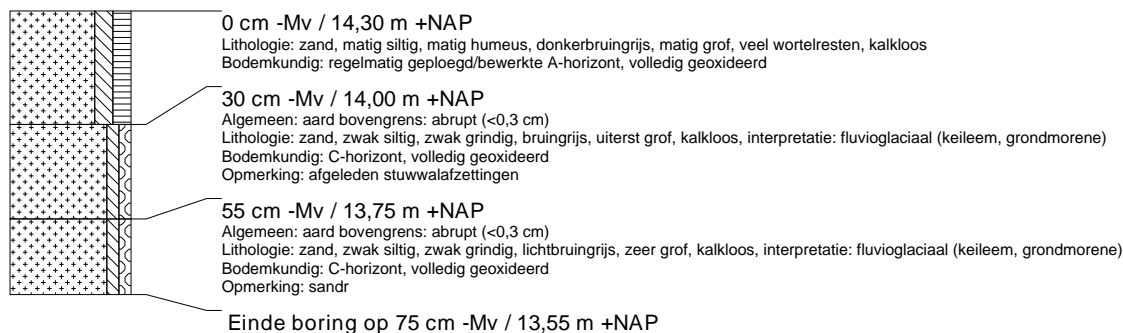 0 cm -Mv / 14,30 m +NAP
Lithologie: zand, matig siltig, matig humeus, donkerbruingrijs, matig grof, veel wortelresten, kalkloos
Bodemkundig: regelmatig geploegd/bewerkte A-horizont, volledig geoxideerd
30 cm -Mv / 14,00 m +NAP
Algemeen: aard bovengrens: abrupt (<0,3 cm)
Lithologie: zand, zwak siltig, zwak grindig, bruingrijs, uiterst grof, kalkloos, interpretatie: fluvioglaciaal (keileem, grondmorene)
Bodemkundig: C-horizont, volledig geoxideerd
Opmerking: afgeleden stuwwalafzettingen
55 cm -Mv / 13,75 m +NAP
Algemeen: aard bovengrens: abrupt (<0,3 cm)
Lithologie: zand, zwak siltig, zwak grindig, lichtbruingrijs, zeer grof, kalkloos, interpretatie: fluvioglaciaal (keileem, grondmorene)
Bodemkundig: C-horizont, volledig geoxideerd
Opmerking: sandr
Einde boring op 75 cm -Mv / 13,55 m +NAP